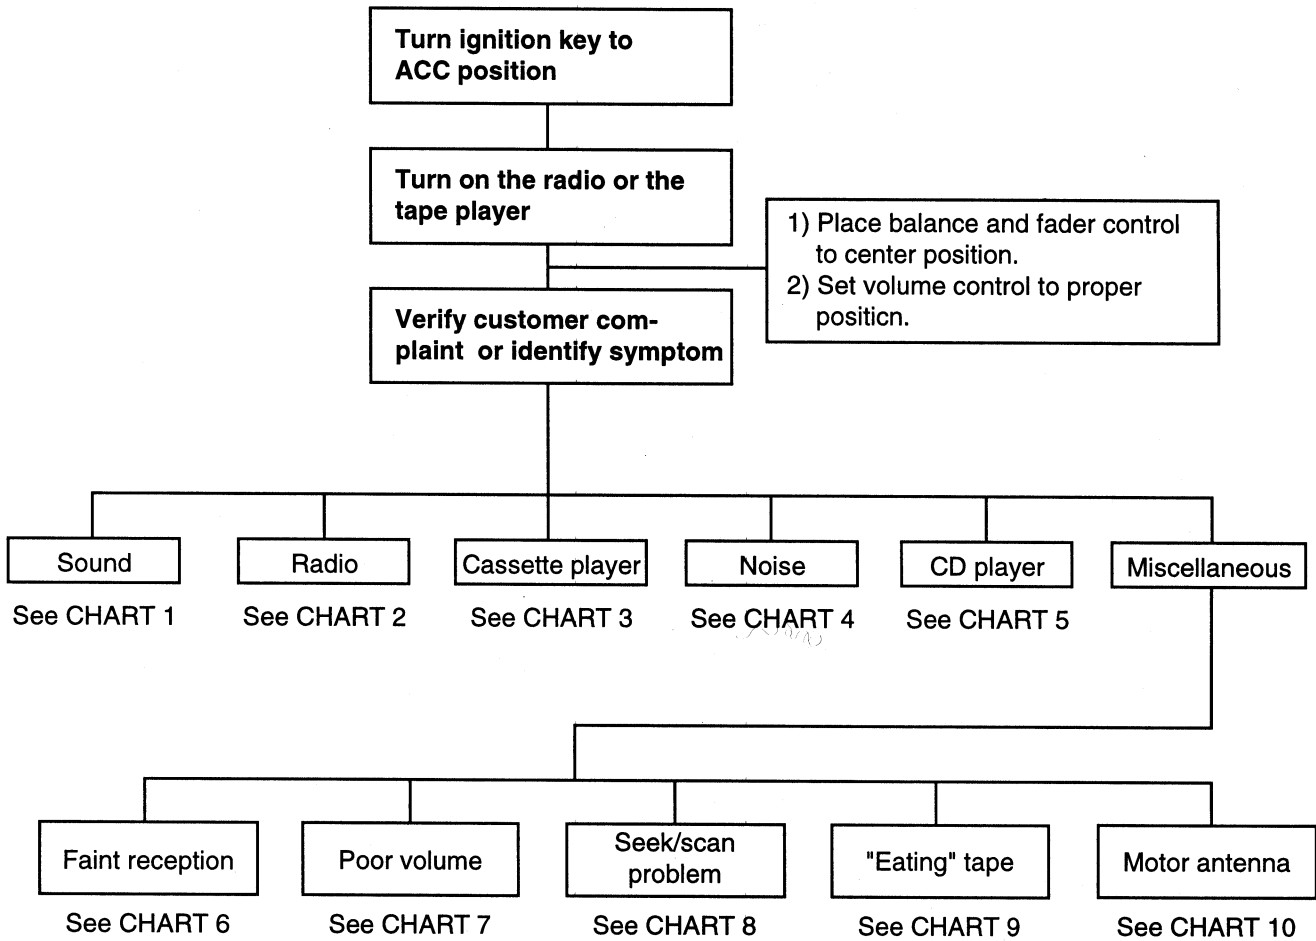 Turn ignition key to
ACC position
Turn on the radio or the
tape player
1) Place balance and fader control
to center position.
2) Set volume control to proper
positicn.
Verify customer com-
plaint or identify symptom
Sound
Radio
Cassette player
Noise
CD player
Miscellaneous
See CHART 1
See CHART 2
See CHART 3
See CHART 4
See CHART 5
Faint reception
Poor volume
Seek/scan
problem
"Eating" tape
Motor antenna
See CHART 6
See CHART 7
See CHART 8
See CHART 9
See CHART 10